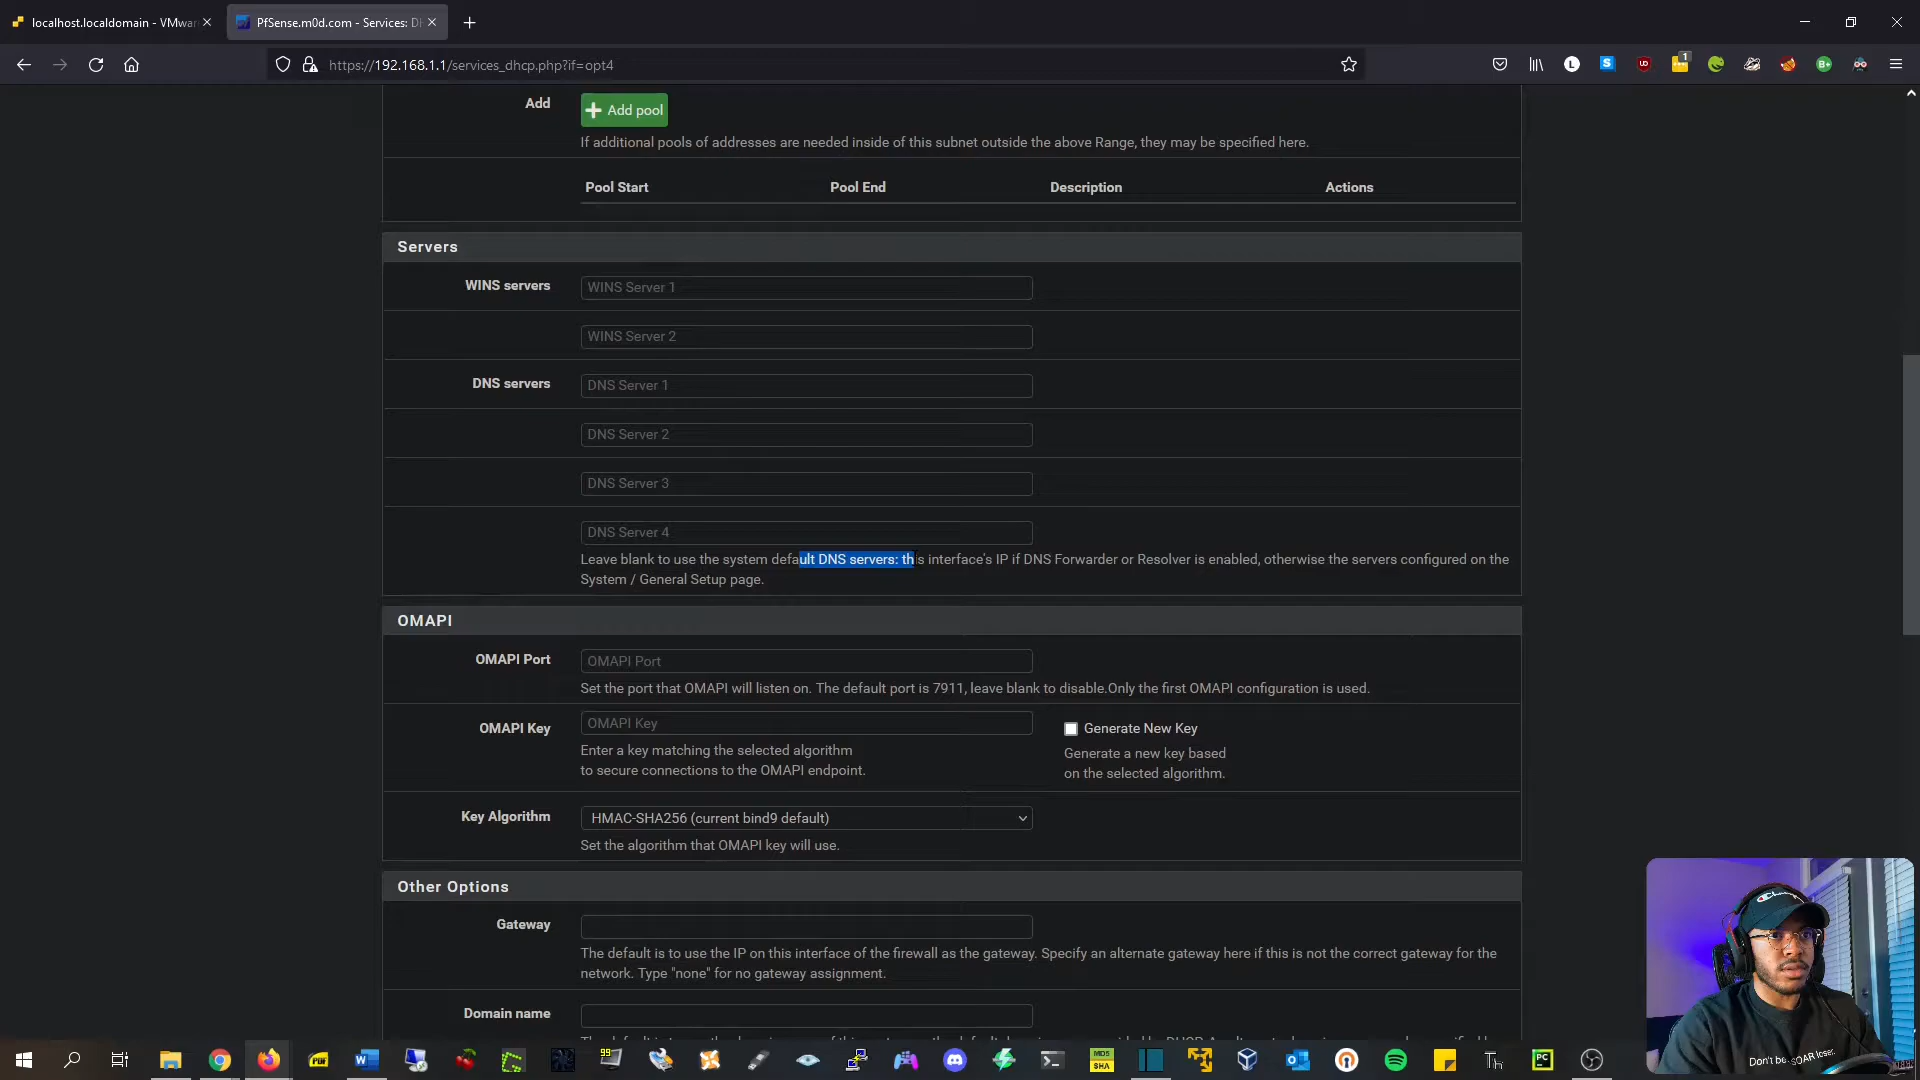 localhost.localdomain - VMwar
PfSense.m0d.com - Services: DH
https://192.168.1.1/services_dhcp.php?if=opt4
Add
Add pool
If additional pools of addresses are needed inside of this subnet outside the above Range, they may be specified here.
Pool Start Pool End Description Actions
Servers
WINS servers
WINS Server 1
WINS Server 2
DNS servers
DNS Server 1
DNS Server 2
DNS Server 3
DNS Server 4
Leave blank to use the system default DNS servers: this interface's IP if DNS Forwarder or Resolver is enabled, otherwise the servers configured on the
System / General Setup page.
OMAPI
OMAPI Port
OMAPI Port
Set the port that OMAPI will listen on. The default port is 7911, leave blank to disable.Only the first OMAPI configuration is used.
OMAPI Key
OMAPI Key
Generate New Key
Enter a key matching the selected algorithm
to secure connections to the OMAPI endpoint.
Generate a new key based
on the selected algorithm.
Key Algorithm
HMAC-SHA256 (current bind9 default)
Set the algorithm that OMAPI key will use.
Other Options
Gateway
The default is to use the IP on this interface of the firewall as the gateway. Specify an alternate gateway here if this is not the correct gateway for the
network. Type "none" for no gateway assignment.
Domain name